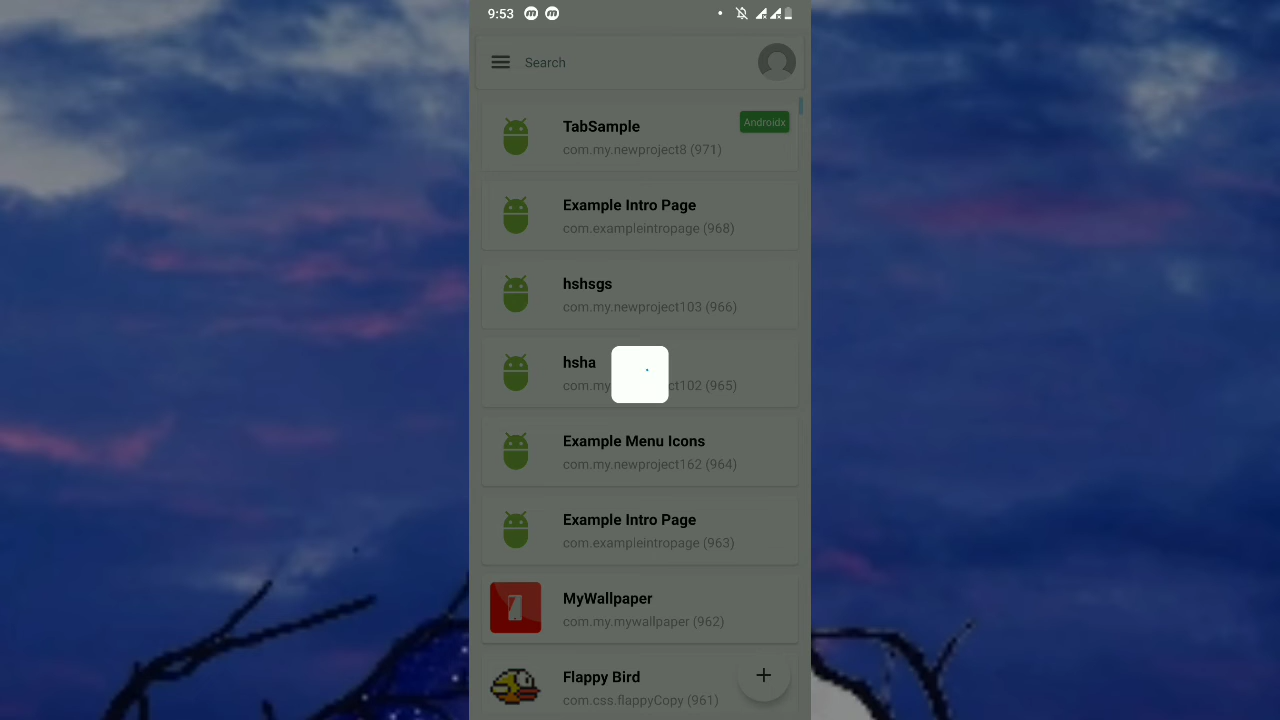 9:53
Search
TabSample
Androidx
com.my.newproject8 (971)
Example Intro Page
com.exampleintropage (968)
hshsgs
com.my.newproject103 (966)
hsha
com.my ct102 (965)
Example Menu Icons
com.my.newproject162 (964)
Example Intro Page
com.exampleintropage (963)
MyWallpaper
com.my.mywallpaper (962)
Flappy Bird
com.css.flappyCopy (961)